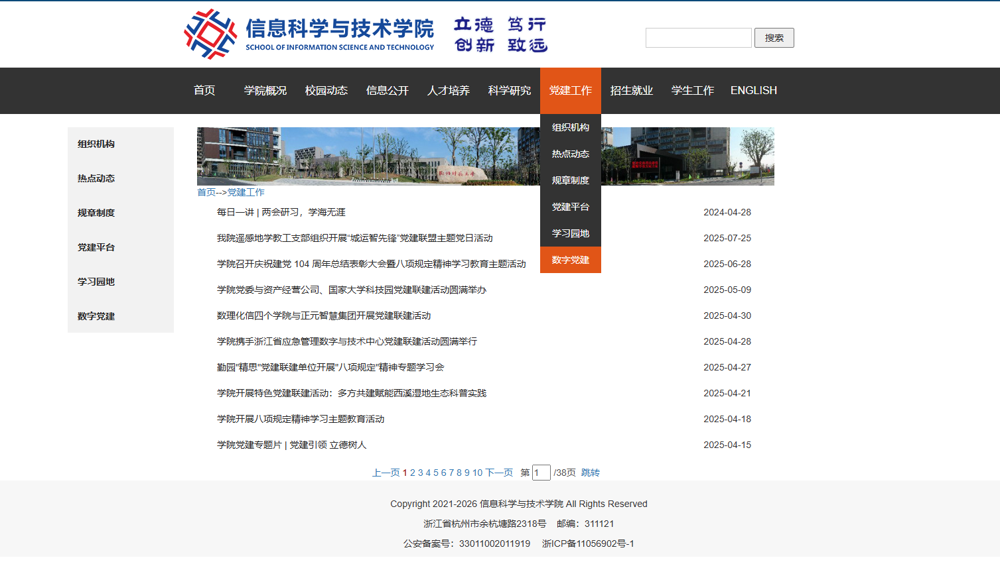 信息科学与技术学院
SCHOOL OF INFORMATION SCIENCE AND TECHNOLOGY
立德 笃行
创新 致远
搜索
首页 学院概况 校园动态 信息公开 人才培养 科学研究 党建工作 招生就业 学生工作 ENGLISH
组织机构
热点动态
规章制度
党建平台
学习园地
数字党建
组织机构
热点动态
规章制度
党建平台
学习园地
数字党建
首页-->党建工作
每日一讲 | 两会研习，学海无涯 2024-04-28
我院遥感地学教工支部组织开展“城运智先锋”党建联盟主题党日活动 2025-07-25
学院召开庆祝建党 104 周年总结表彰大会暨八项规定精神学习教育主题活动 2025-06-28
学院党委与资产经营公司、国家大学科技园党建联建活动圆满举办 2025-05-09
数理化信四个学院与正元智慧集团开展党建联建活动 2025-04-30
学院携手浙江省应急管理数字与技术中心党建联建活动圆满举行 2025-04-28
勤园"精思"党建联建单位开展"八项规定"精神专题学习会 2025-04-27
学院开展特色党建联建活动：多方共建赋能西溪湿地生态科普实践 2025-04-21
学院开展八项规定精神学习主题教育活动 2025-04-18
学院党建专题片 | 党建引领 立德树人 2025-04-15
上一页 1 2 3 4 5 6 7 8 9 10 下一页 第 1 /38页 跳转
Copyright 2021-2026 信息科学与技术学院 All Rights Reserved
浙江省杭州市余杭塘路2318号 邮编：311121
公安备案号：33011002011919 浙ICP备11056902号-1